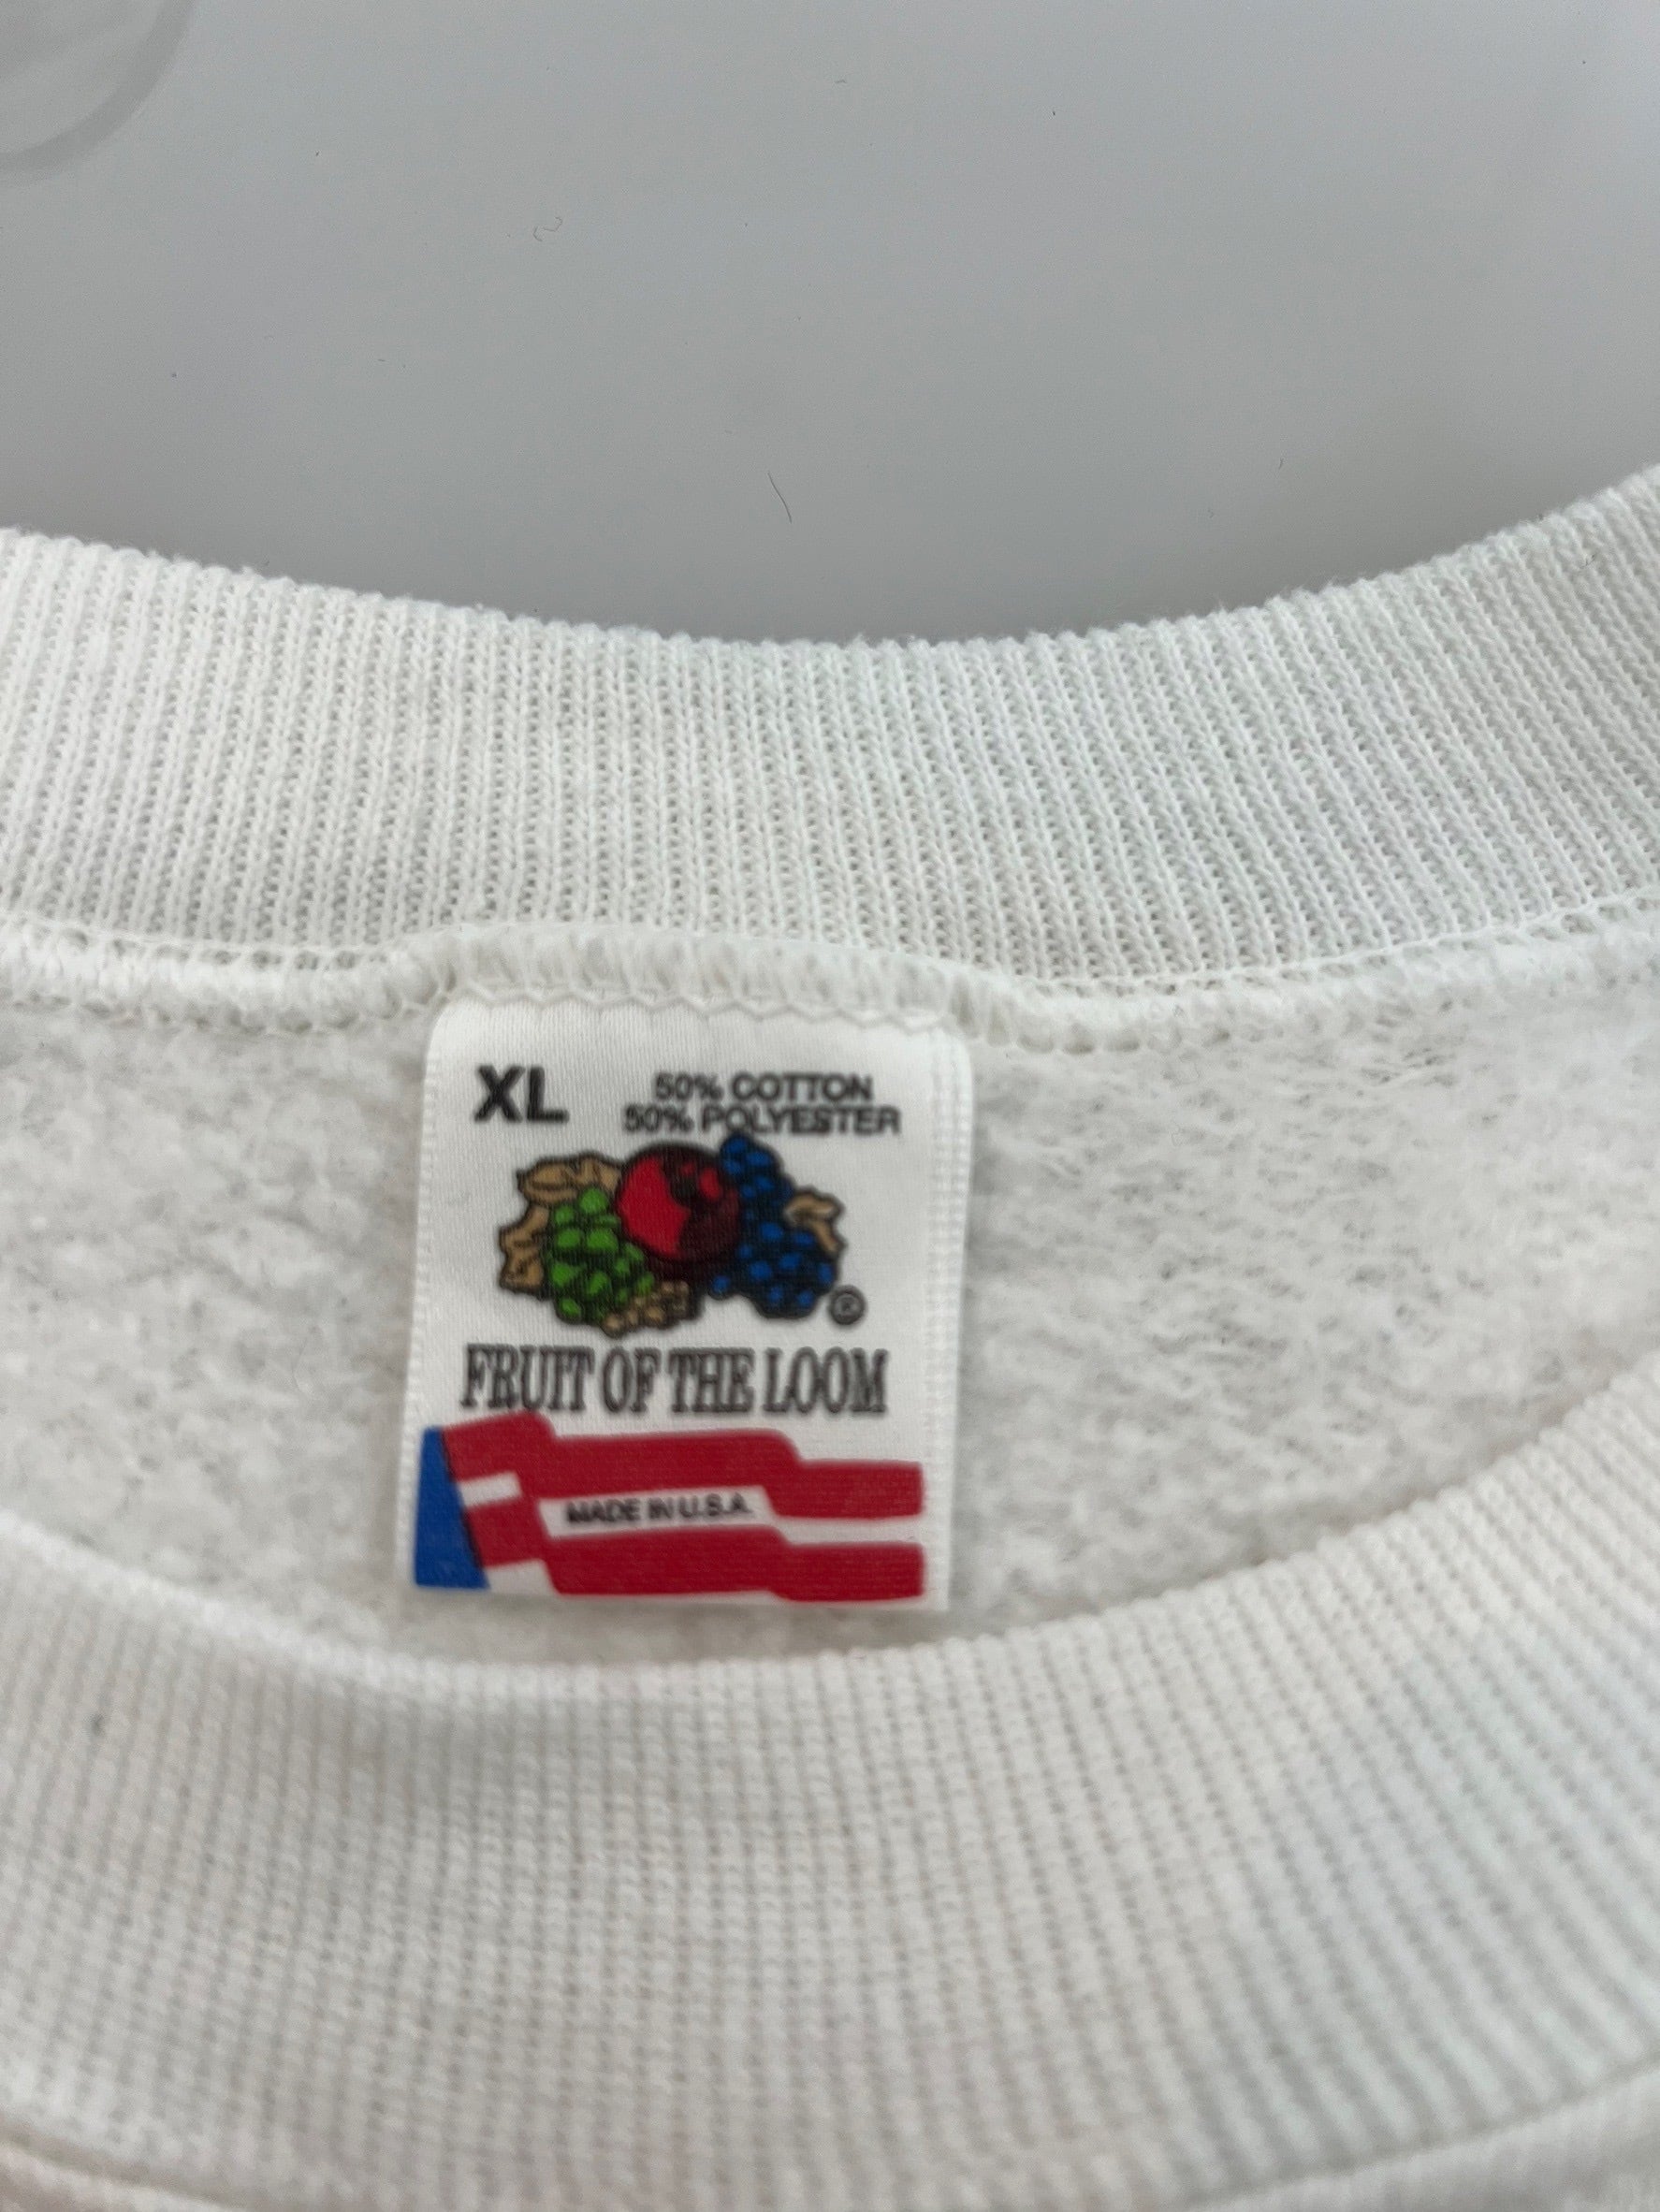 XL
50% COTTON
50% POLYESTER
®
FRUIT OF THE LOOM
MADE IN U.S.A.